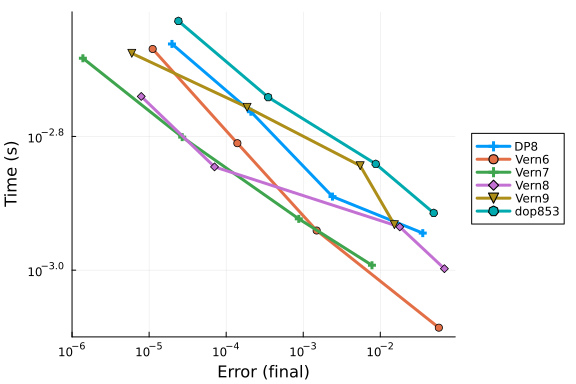 Time (s)
10^-2.8
10^-3.0
10^-6
10^-5
10^-4
10^-3
10^-2
Error (final)
DP8
Vern6
Vern7
Vern8
Vern9
dop853